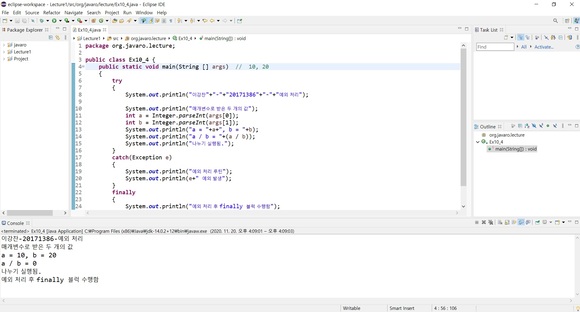 eclipse-workspace - Lecture1/src/org/javaro/lecture/Ex10_4.java - Eclipse IDE
File Edit Source Refactor Navigate Search Project Run Window Help
Package Explorer
javaro
Lecture1
Project
Ex10_4.java
Lecture1 src org.javaro.lecture Ex10_4 main(String[]) : void
1 package org.javaro.lecture;
2
3 public class Ex10_4 {
4 public static void main(String [] args) // 10, 20
5 {
6 try
7 {
8 System.out.println("이강찬"+"-"+"20171386"+"-"+"예외 처리");
9
10 System.out.println("매개변수로 받은 두 개의 값");
11 int a = Integer.parseInt(args[0]);
12 int b = Integer.parseInt(args[1]);
13 System.out.println("a = "+a+", b = "+b);
14 System.out.println("a / b = "+(a / b));
15 System.out.println("나누기 실행됨.");
16 }
17 catch(Exception e)
18 {
19 System.out.println("예외 처리 루틴");
20 System.out.println(e+" 예외 발생");
21 }
22 finally
23 {
24 System.out.println("예외 처리 후 finally 블럭 수행함");
Task List
Find All Activate...
Outline
org.javaro.lecture
Ex10_4
main(String[]) : void
Console
<terminated> Ex10_4 [Java Application] C:#Program Files (x86)#Java#jdk-14.0.2+12#bin#javaw.exe (2020. 11. 20. 오후 4:09:01 – 오후 4:09:03)
이강찬-20171386-예외 처리
매개변수로 받은 두 개의 값
a = 10, b = 20
a / b = 0
나누기 실행됨.
예외 처리 후 finally 블럭 수행함
Writable Smart Insert 4 : 56 : 106